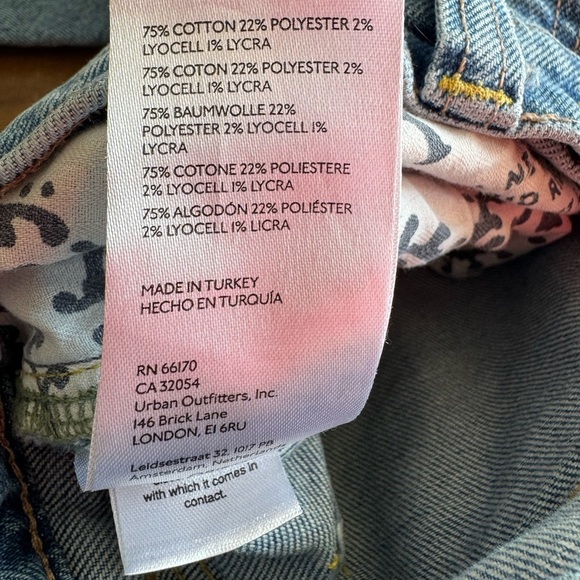 75% COTTON 22% POLYESTER 2%
LYOCELL 1% LYCRA
75% COTON 22% POLYESTER 2%
LYOCELL 1% LYCRA
75% BAUMWOLLE 22%
POLYESTER 2% LYOCELL 1%
LYCRA
75% COTONE 22% POLIESTERE
2% LYOCELL 1% LYCRA
75% ALGODÓN 22% POLIÉSTER
2% LYOCELL 1% LICRA
MADE IN TURKEY
HECHO EN TURQUÍA
RN 66170
CA 32054
Urban Outfitters, Inc.
146 Brick Lane
LONDON, E1 6RU
Leidsestraat 32, 1017 PB
Amsterdam, Netherlands
with which it comes in
contact.